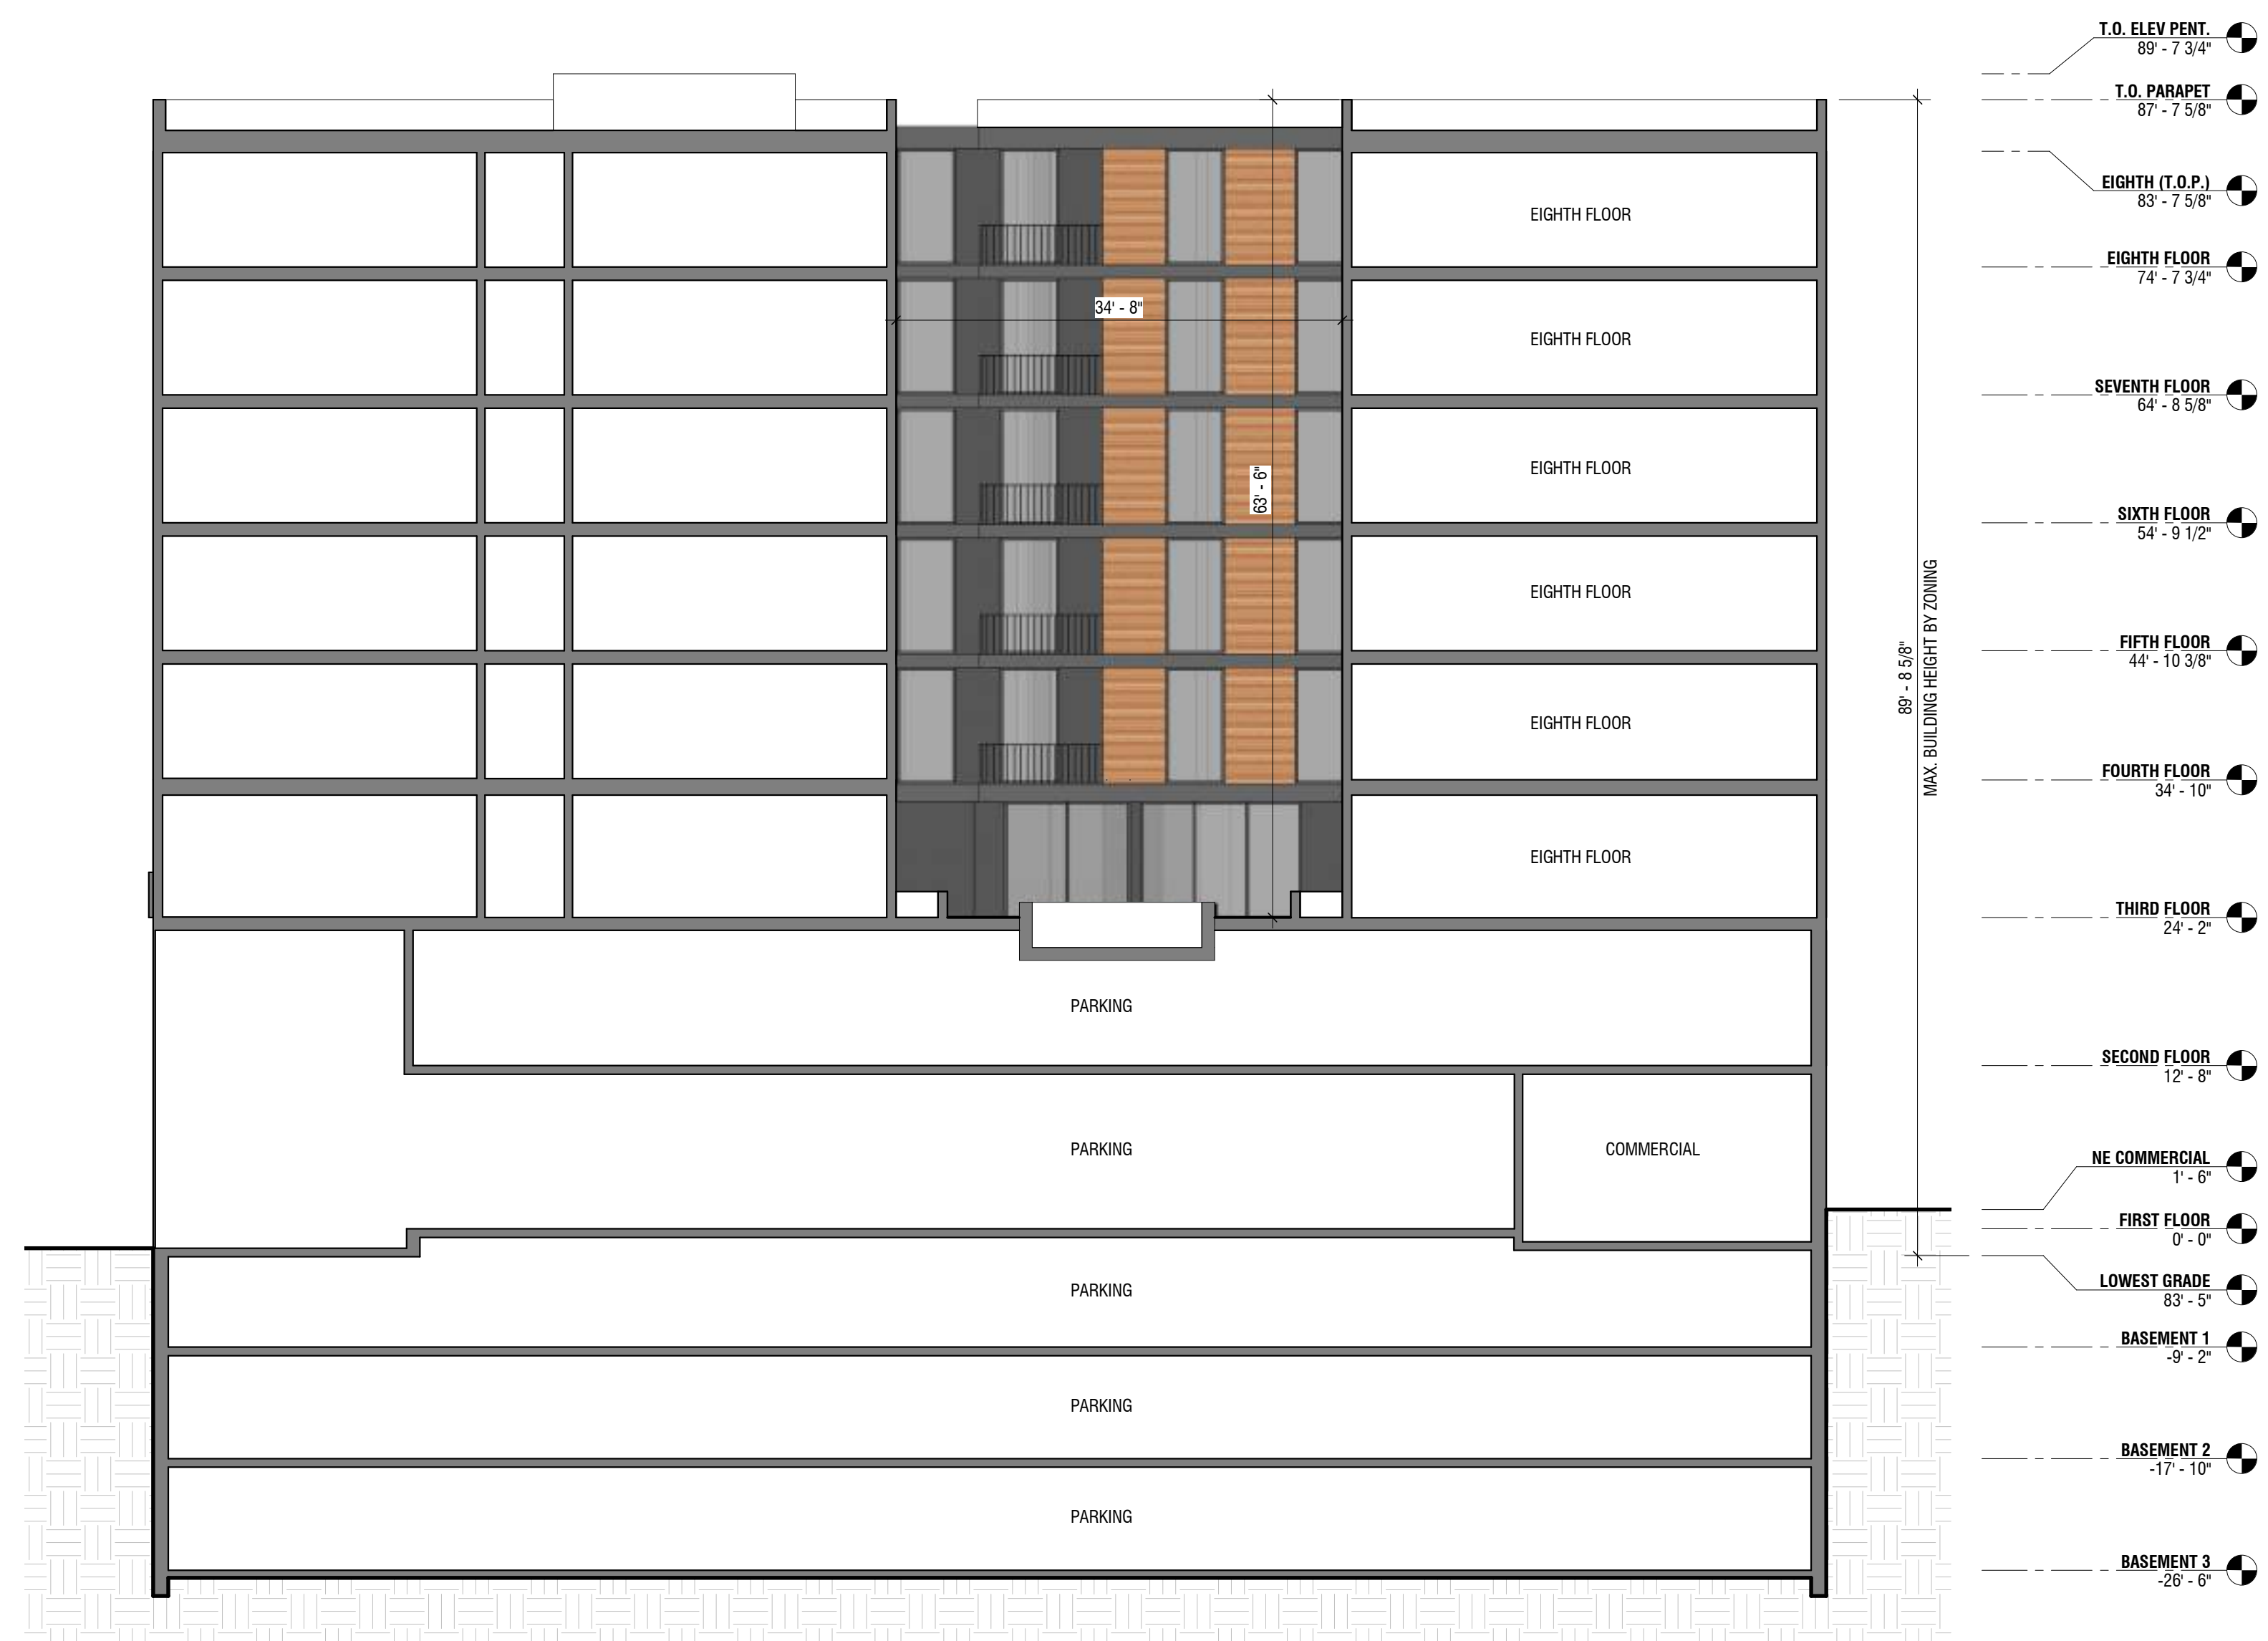 T.O. ELEV PENT.
89' - 7 3/4"
T.O. PARAPET
87' - 7 5/8"
EIGHTH (T.O.P.)
83' - 7 5/8"
EIGHTH FLOOR
EIGHTH FLOOR
74' - 7 3/4"
34' - 8"
EIGHTH FLOOR
SEVENTH FLOOR
64' - 8 5/8"
EIGHTH FLOOR
63' - 6"
SIXTH FLOOR
54' - 9 1/2"
EIGHTH FLOOR
FIFTH FLOOR
44' - 10 3/8"
89' - 8 5/8"
MAX. BUILDING HEIGHT BY ZONING
EIGHTH FLOOR
FOURTH FLOOR
34' - 10"
EIGHTH FLOOR
THIRD FLOOR
24' - 2"
PARKING
SECOND FLOOR
12' - 8"
PARKING
COMMERCIAL
NE COMMERCIAL
1' - 6"
FIRST FLOOR
0' - 0"
PARKING
LOWEST GRADE
83' - 5"
BASEMENT 1
-9' - 2"
PARKING
BASEMENT 2
-17' - 10"
PARKING
BASEMENT 3
-26' - 6"